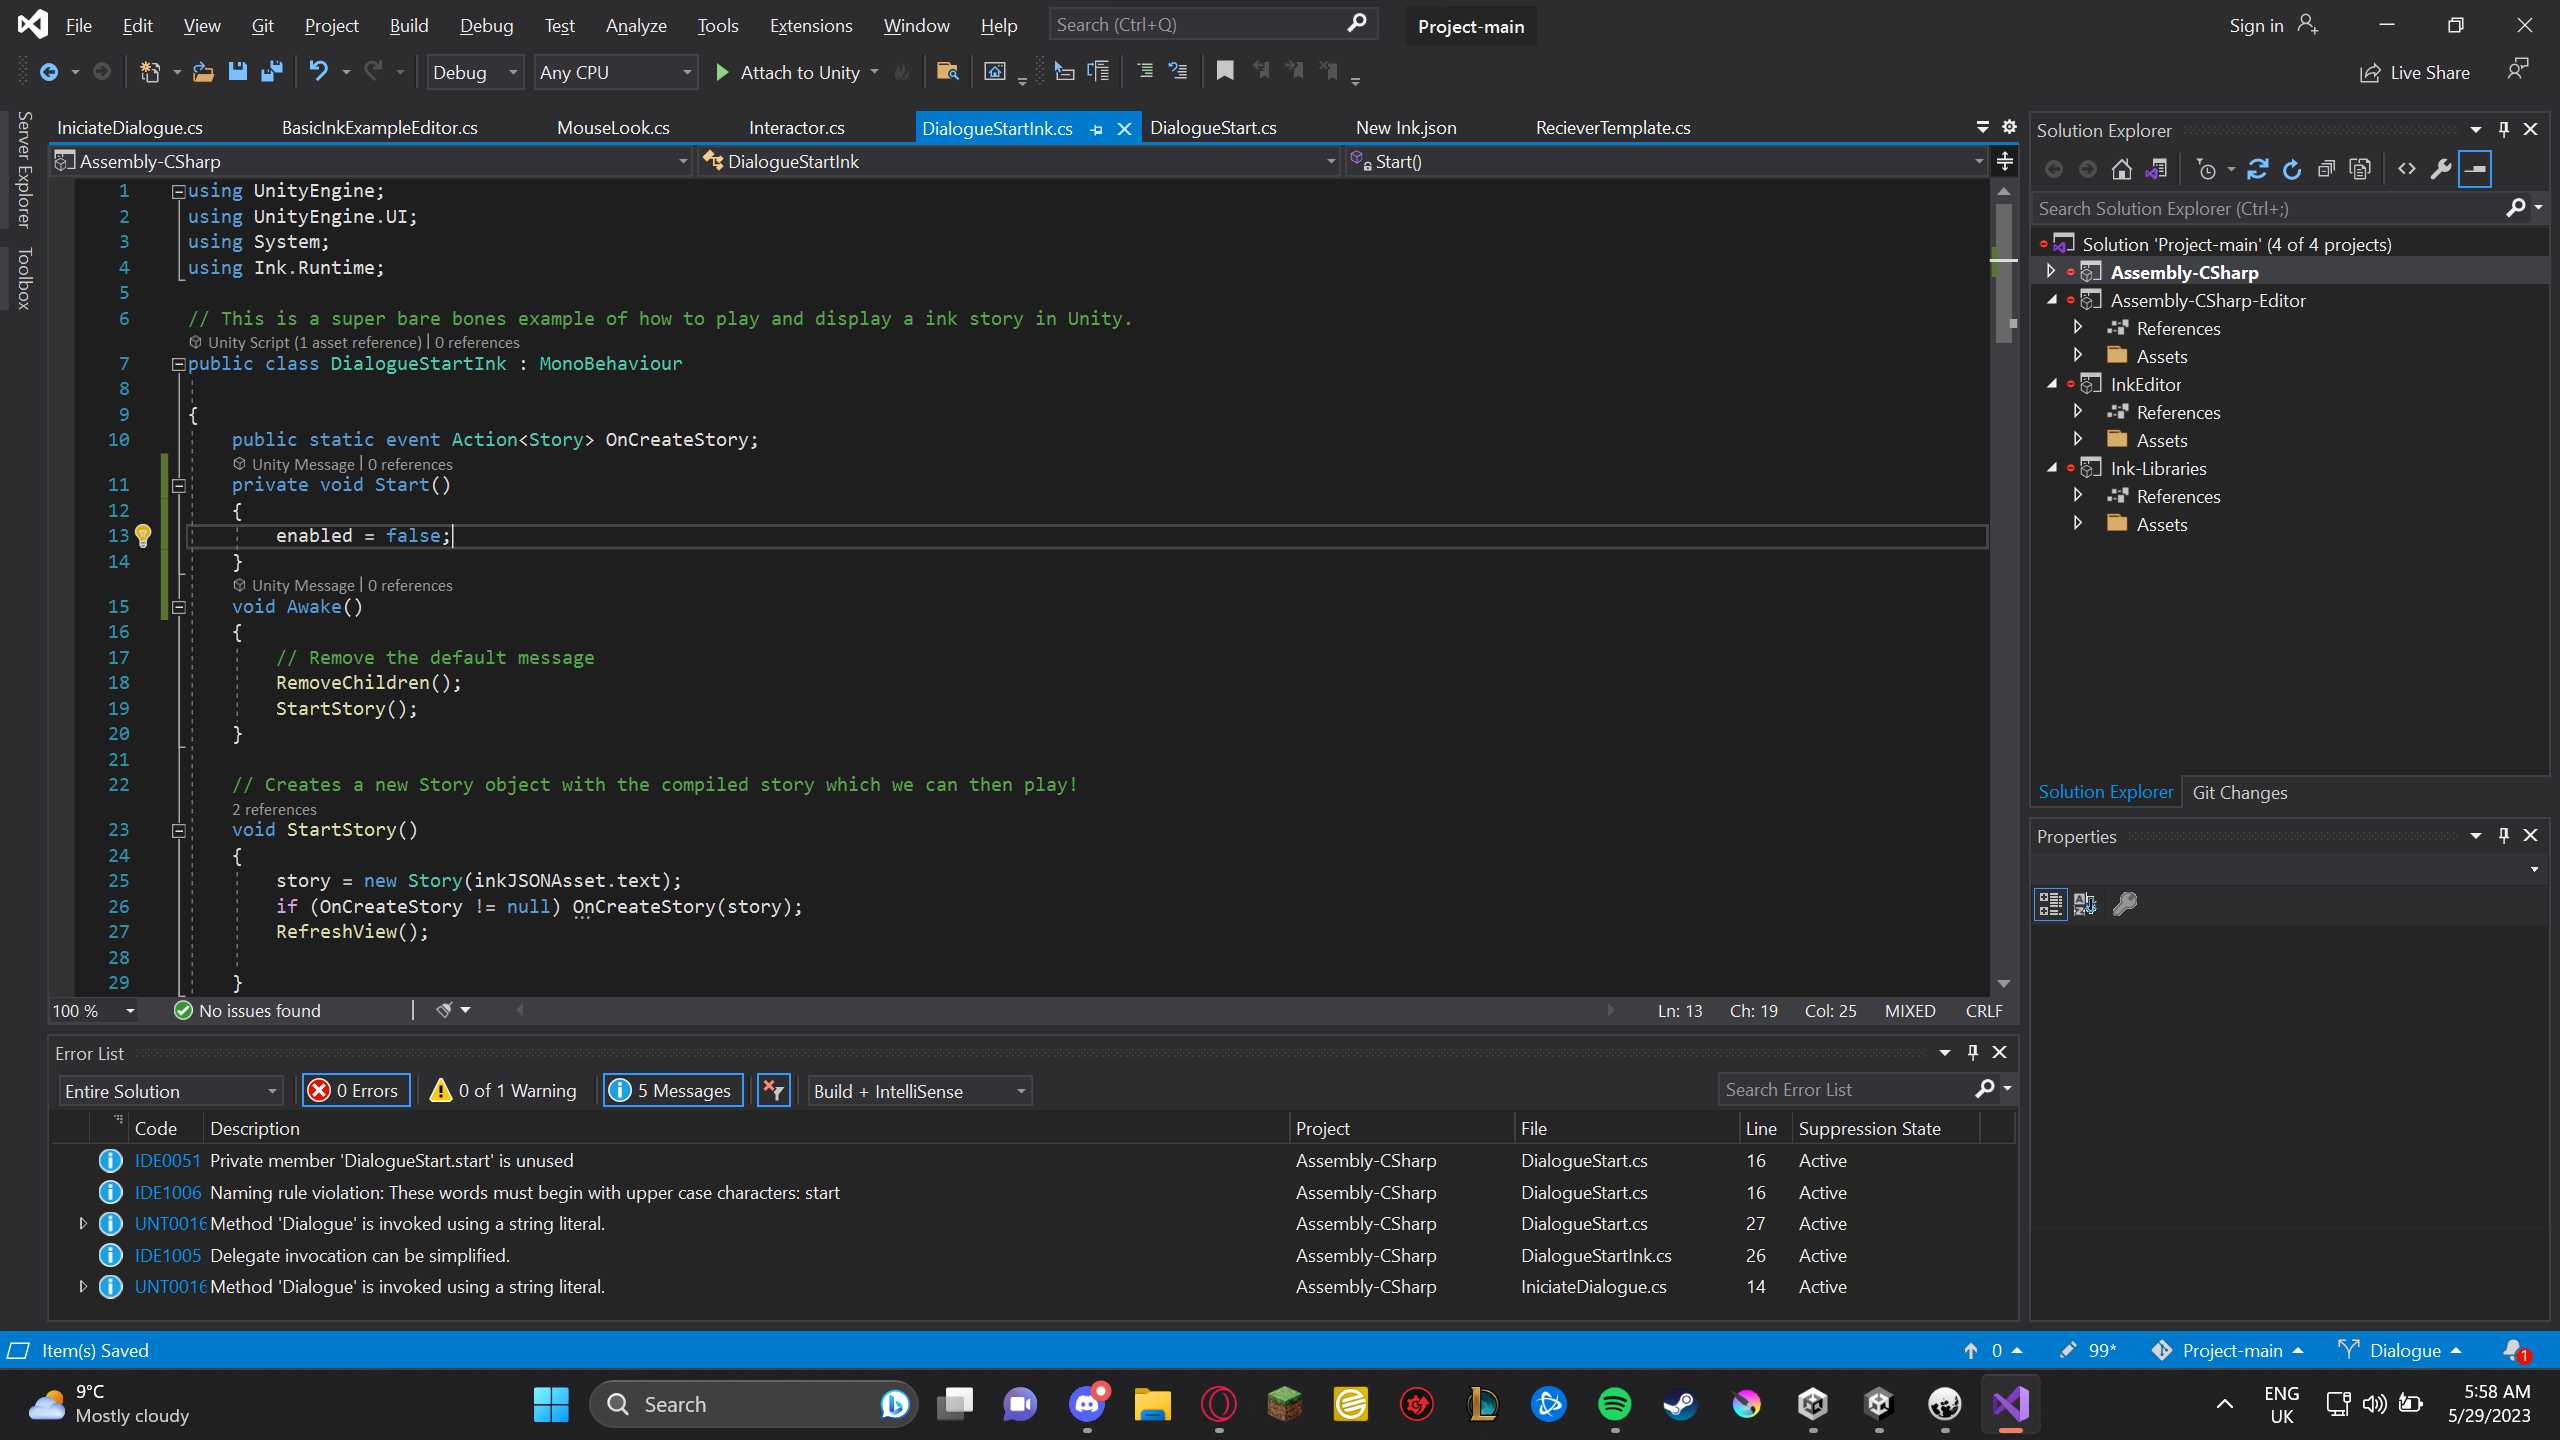 File Edit View Git Project Build Debug Test Analyze Tools Extensions Window Help Search (Ctrl+Q) Project-main Sign in
Debug Any CPU Attach to Unity Live Share
Server Explorer
Toolbox
IniciateDialogue.cs BasicInkExampleEditor.cs MouseLook.cs Interactor.cs DialogueStartInk.cs DialogueStart.cs New Ink.json RecieverTemplate.cs
Assembly-CSharp DialogueStartInk Start()
1 using UnityEngine;
2 using UnityEngine.UI;
3 using System;
4 using Ink.Runtime;
5
6 // This is a super bare bones example of how to play and display a ink story in Unity.
Unity Script (1 asset reference) | 0 references
7 public class DialogueStartInk : MonoBehaviour
8
9 {
10 public static event Action<Story> OnCreateStory;
Unity Message | 0 references
11 private void Start()
12 {
13 enabled = false;
14 }
Unity Message | 0 references
15 void Awake()
16 {
17 // Remove the default message
18 RemoveChildren();
19 StartStory();
20 }
21
22 // Creates a new Story object with the compiled story which we can then play!
2 references
23 void StartStory()
24 {
25 story = new Story(inkJSONAsset.text);
26 if (OnCreateStory != null) OnCreateStory(story);
27 RefreshView();
28
29 }
100 % No issues found Ln: 13 Ch: 19 Col: 25 MIXED CRLF
Error List
Entire Solution 0 Errors 0 of 1 Warning 5 Messages Build + IntelliSense Search Error List
Code Description Project File Line Suppression State
IDE0051 Private member 'DialogueStart.start' is unused Assembly-CSharp DialogueStart.cs 16 Active
IDE1006 Naming rule violation: These words must begin with upper case characters: start Assembly-CSharp DialogueStart.cs 16 Active
UNT0016 Method 'Dialogue' is invoked using a string literal. Assembly-CSharp DialogueStart.cs 27 Active
IDE1005 Delegate invocation can be simplified. Assembly-CSharp DialogueStartInk.cs 26 Active
UNT0016 Method 'Dialogue' is invoked using a string literal. Assembly-CSharp IniciateDialogue.cs 14 Active
Solution Explorer
Search Solution Explorer (Ctrl+;)
Solution 'Project-main' (4 of 4 projects)
Assembly-CSharp
Assembly-CSharp-Editor
References
Assets
InkEditor
References
Assets
Ink-Libraries
References
Assets
Solution Explorer Git Changes
Properties
Item(s) Saved 0 99* Project-main Dialogue 1
9°C
Mostly cloudy
Search
ENG
UK
5:58 AM
5/29/2023